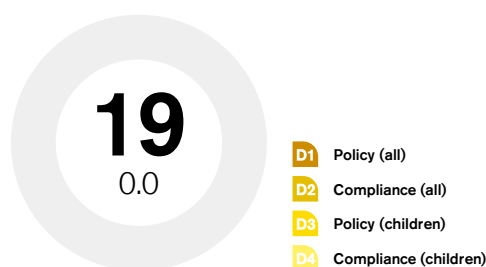 19
0.0
D1 Policy (all)
D2 Compliance (all)
D3 Policy (children)
D4 Compliance (children)